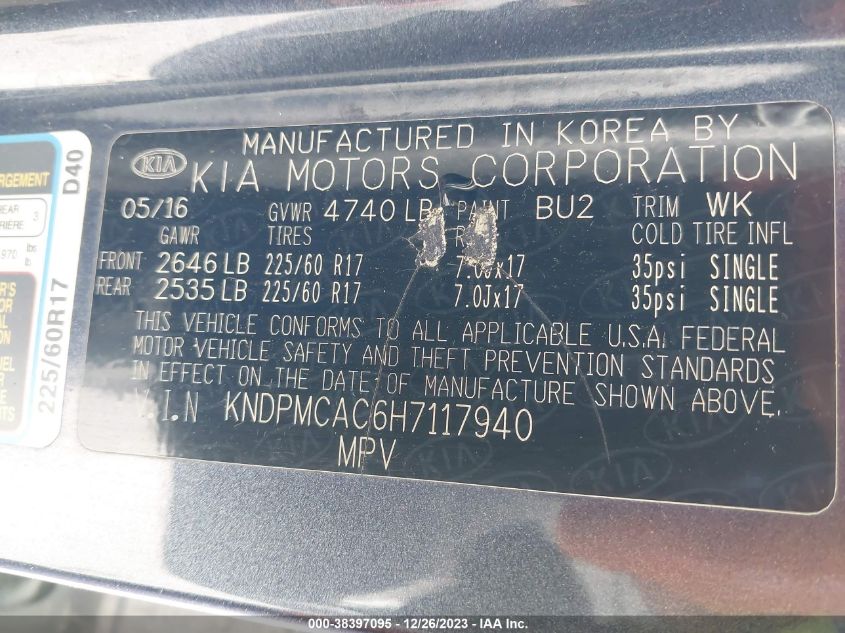 MANUFACTURED IN KOREA BY
KIA KIA MOTORS CORPORATION
05/16 GVWR 4740 LB PAINT BU2 TRIM WK
GAWR TIRES COLD TIRE INFL
FRONT 2646 LB 225/60 R17 7.0Jx17 35psi SINGLE
REAR 2535 LB 225/60 R17 7.0Jx17 35psi SINGLE
THIS VEHICLE CONFORMS TO ALL APPLICABLE U.S.A. FEDERAL
MOTOR VEHICLE SAFETY AND THEFT PREVENTION STANDARDS
IN EFFECT ON THE DATE OF MANUFACTURE SHOWN ABOVE.
V.I.N KNDPMCAC6H7117940
MPV
D40
225/60R17
000-38397095 - 12/26/2023 - IAA, Inc.